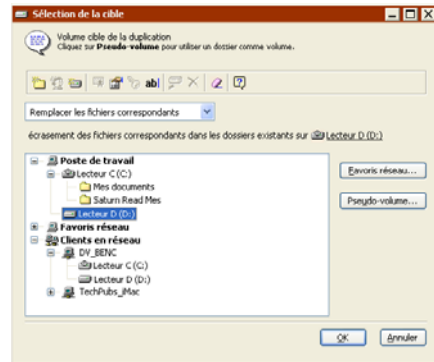 Sélection de la cible
Volume cible de la duplication
Cliquez sur Pseudo-volume pour utiliser un dossier comme volume.
ab
Remplacer les fichiers correspondants
écrasement des fichiers correspondants dans les dossiers existants sur Lecteur D (D:)
Poste de travail
Lecteur C (C:)
Mes documents
Saturn Read Mes
Lecteur D (D:)
Favoris réseau
Clients en réseau
DV_BENC
Lecteur C (C:)
Lecteur D (D:)
TechPubs_iMac
Favoris réseau...
Pseudo-volume...
OK
Annuler